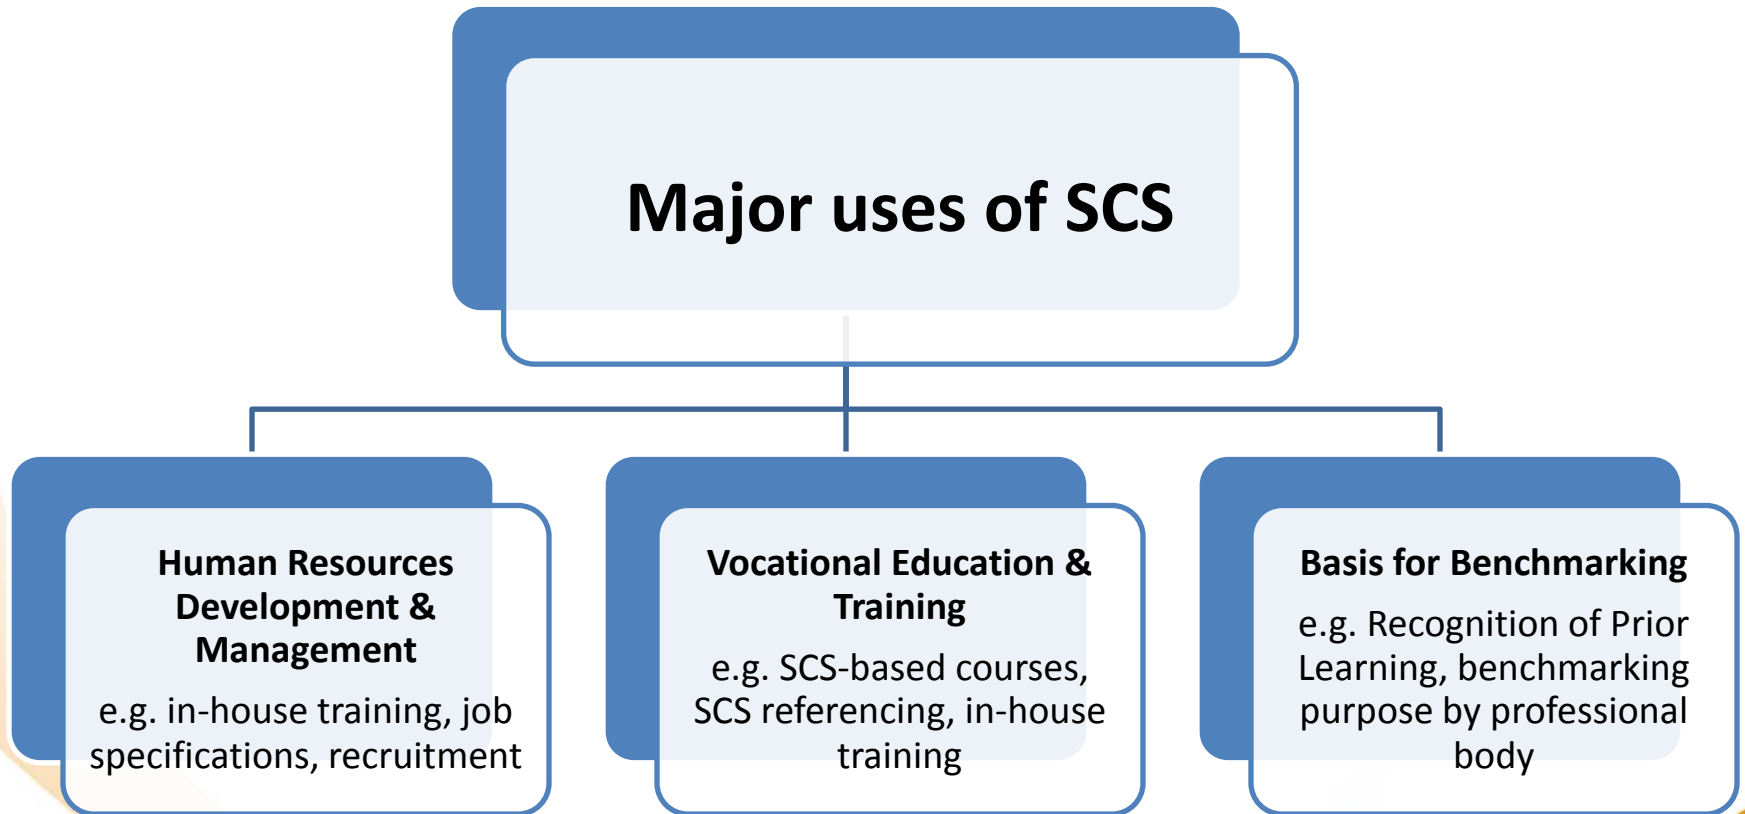 Major uses of SCS
Human Resources
Development &
Management
e.g. in-house training, job
specifications, recruitment
Vocational Education &
Training
e.g. SCS-based courses,
SCS referencing, in-house
training
Basis for Benchmarking
e.g. Recognition of Prior
Learning, benchmarking
purpose by professional
body